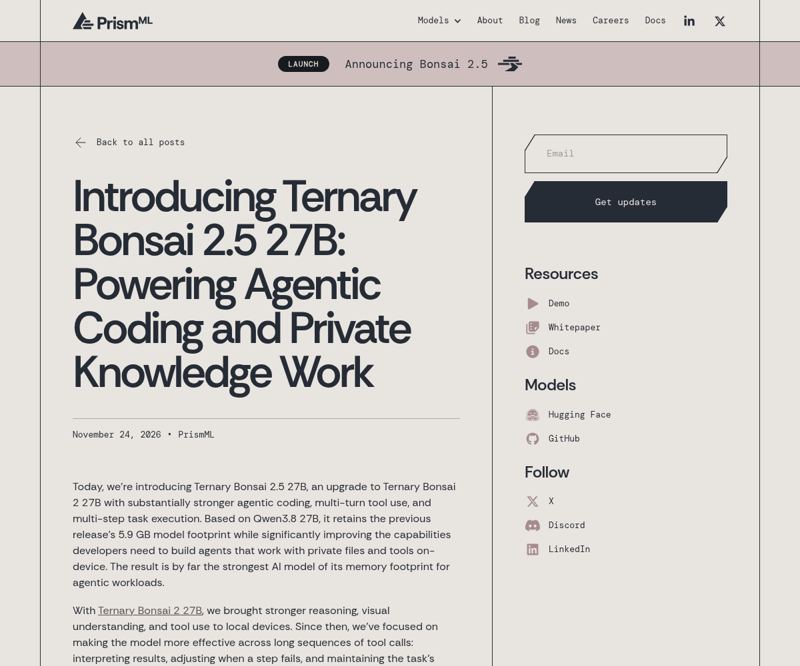 PrismML
Models About Blog News Careers Docs
LAUNCH Announcing Bonsai 2.5
Back to all posts
Introducing Ternary
Bonsai 2.5 27B:
Powering Agentic
Coding and Private
Knowledge Work
November 24, 2026 • PrismML
Today, we're introducing Ternary Bonsai 2.5 27B, an upgrade to Ternary Bonsai
2 27B with substantially stronger agentic coding, multi-turn tool use, and
multi-step task execution. Based on Qwen3.8 27B, it retains the previous
release's 5.9 GB model footprint while significantly improving the capabilities
developers need to build agents that work with private files and tools on-
device. The result is by far the strongest AI model of its memory footprint for
agentic workloads.
With Ternary Bonsai 2 27B, we brought stronger reasoning, visual
understanding, and tool use to local devices. Since then, we've focused on
making the model more effective across long sequences of tool calls:
interpreting results, adjusting when a step fails, and maintaining the task's
Email
Get updates
Resources
Demo
Whitepaper
Docs
Models
Hugging Face
GitHub
Follow
X
Discord
LinkedIn